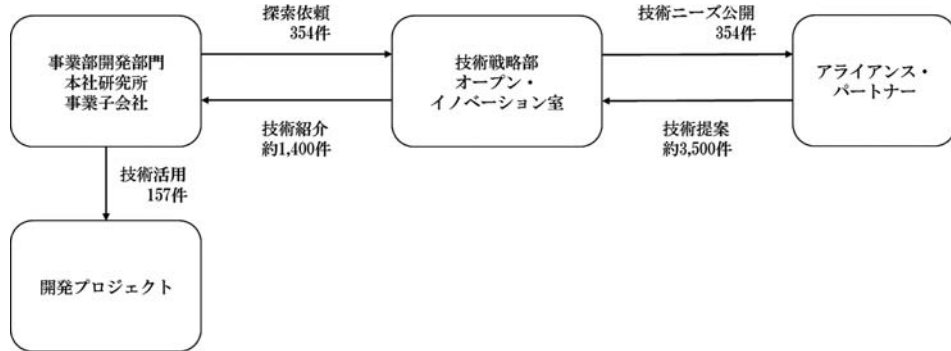 探索依頼
354件
技術ニーズ公開
354件
事業部開発部門
本社研究所
事業子会社
技術戦略部
オープン・
イノベーション室
アライアンス・
パートナー
技術紹介
約1,400件
技術提案
約3,500件
技術活用
157件
開発プロジェクト